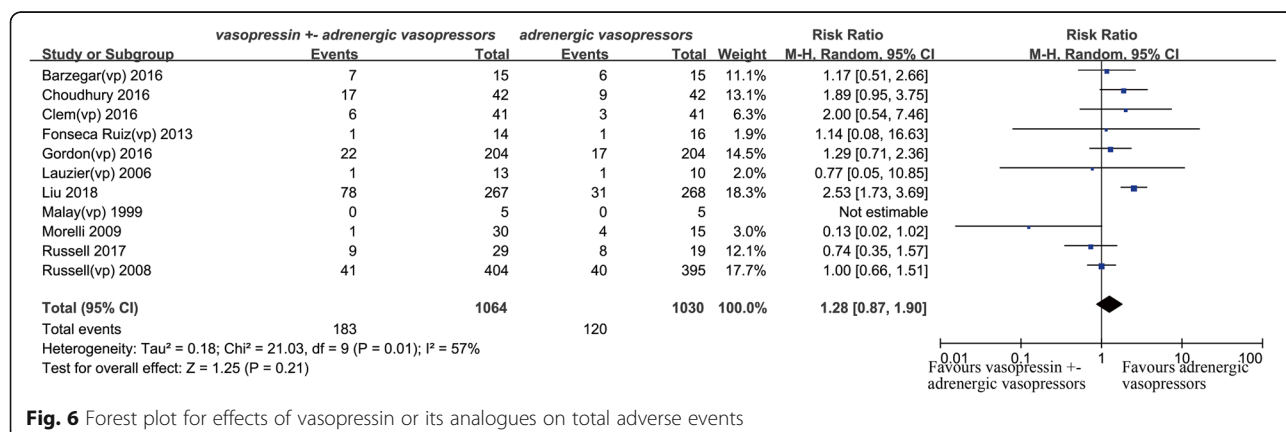 vasopressin +- adrenergic vasopressors adrenergic vasopressors Risk Ratio Risk Ratio
Study or Subgroup Events Total Events Total Weight M-H, Random, 95% CI M-H, Random, 95% CI
Barzegar(vp) 2016 7 15 6 15 11.1% 1.17 [0.51, 2.66]
Choudhury 2016 17 42 9 42 13.1% 1.89 [0.95, 3.75]
Clem(vp) 2016 6 41 3 41 6.3% 2.00 [0.54, 7.46]
Fonseca Ruiz(vp) 2013 1 14 1 16 1.9% 1.14 [0.08, 16.63]
Gordon(vp) 2016 22 204 17 204 14.5% 1.29 [0.71, 2.36]
Lauzier 2006 1 13 1 10 2.0% 0.77 [0.05, 10.85]
Liu 2018 78 267 31 268 18.3% 2.53 [1.73, 3.69]
Malay(vp) 1999 0 5 0 5 Not estimable
Morelli 2009 1 30 4 15 3.0% 0.13 [0.02, 1.02]
Russell 2017 9 29 8 19 12.1% 0.74 [0.35, 1.57]
Russell(vp) 2008 41 404 40 395 17.7% 1.00 [0.66, 1.51]
Total (95% CI) 1064 1030 100.0% 1.28 [0.87, 1.90]
Total events 183 120
Heterogeneity: Tau² = 0.18; Chi² = 21.03, df = 9 (P = 0.01); I² = 57%
Test for overall effect: Z = 1.25 (P = 0.21)
0.01 0.1 1 10 100
Favours vasopressin +- Favours adrenergic
adrenergic vasopressors vasopressors
Fig. 6 Forest plot for effects of vasopressin or its analogues on total adverse events